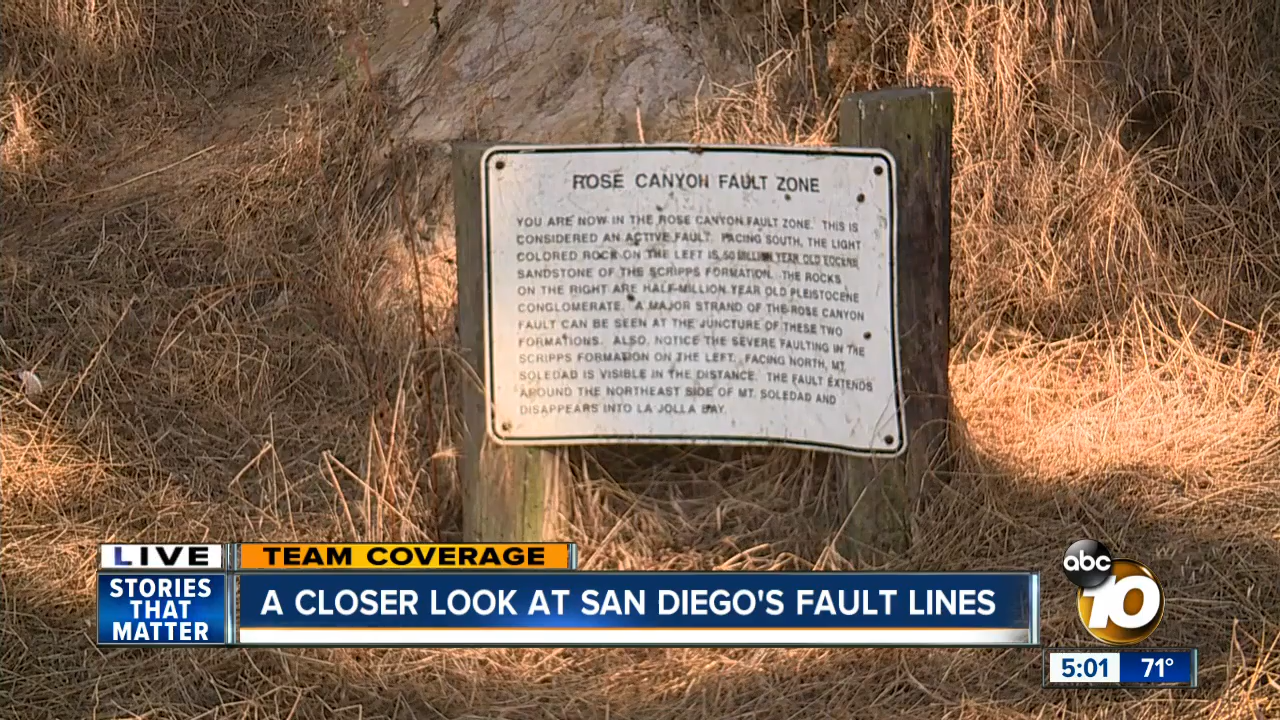 ROSE CANYON FAULT ZONE
YOU ARE NOW IN THE ROSE CANYON FAULT ZONE. THIS IS
CONSIDERED AN ACTIVE FAULT. FACING SOUTH, THE LIGHT
COLORED ROCK ON THE LEFT IS 50 MILLION YEAR OLD EOCENE
SANDSTONE OF THE SCRIPPS FORMATION. THE ROCKS
ON THE RIGHT ARE HALF-MILLION YEAR OLD PLEISTOCENE
CONGLOMERATE. A MAJOR STRAND OF THE ROSE CANYON
FAULT CAN BE SEEN AT THE JUNCTURE OF THESE TWO
FORMATIONS. ALSO, NOTICE THE SEVERE FAULTING IN THE
SCRIPPS FORMATION ON THE LEFT. FACING NORTH, MT.
SOLEDAD IS VISIBLE IN THE DISTANCE. THE FAULT EXTENDS
AROUND THE NORTHEAST SIDE OF MT. SOLEDAD AND
DISAPPEARS INTO LA JOLLA BAY.
LIVE TEAM COVERAGE
STORIES
THAT
MATTER
A CLOSER LOOK AT SAN DIEGO'S FAULT LINES
abc
10
5:01 71°